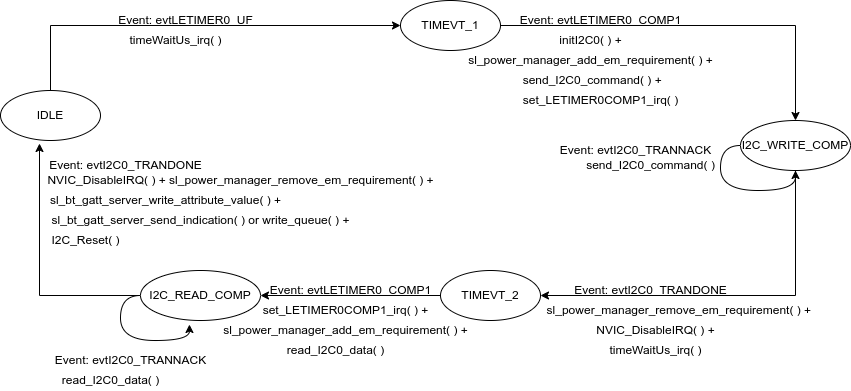 Event: evtLETIMER0_UF
timeWaitUs_irq( )
TIMEVT_1
Event: evtLETIMER0_COMP1
initI2C0( ) +
sl_power_manager_add_em_requirement( ) +
send_I2C0_command( ) +
set_LETIMER0COMP1_irq( )
IDLE
I2C_WRITE_COMP
Event: evtI2C0_TRANNACK
send_I2C0_command( )
Event: evtI2C0_TRANDONE
NVIC_DisableIRQ( ) + sl_power_manager_remove_em_requirement( ) +
sl_bt_gatt_server_write_attribute_value( ) +
sl_bt_gatt_server_send_indication( ) or write_queue( ) +
I2C_Reset( )
I2C_READ_COMP
Event: evtLETIMER0_COMP1
set_LETIMER0COMP1_irq( ) +
sl_power_manager_add_em_requirement( ) +
read_I2C0_data( )
TIMEVT_2
Event: evtI2C0_TRANDONE
sl_power_manager_remove_em_requirement( ) +
NVIC_DisableIRQ( ) +
timeWaitUs_irq( )
Event: evtI2C0_TRANNACK
read_I2C0_data( )